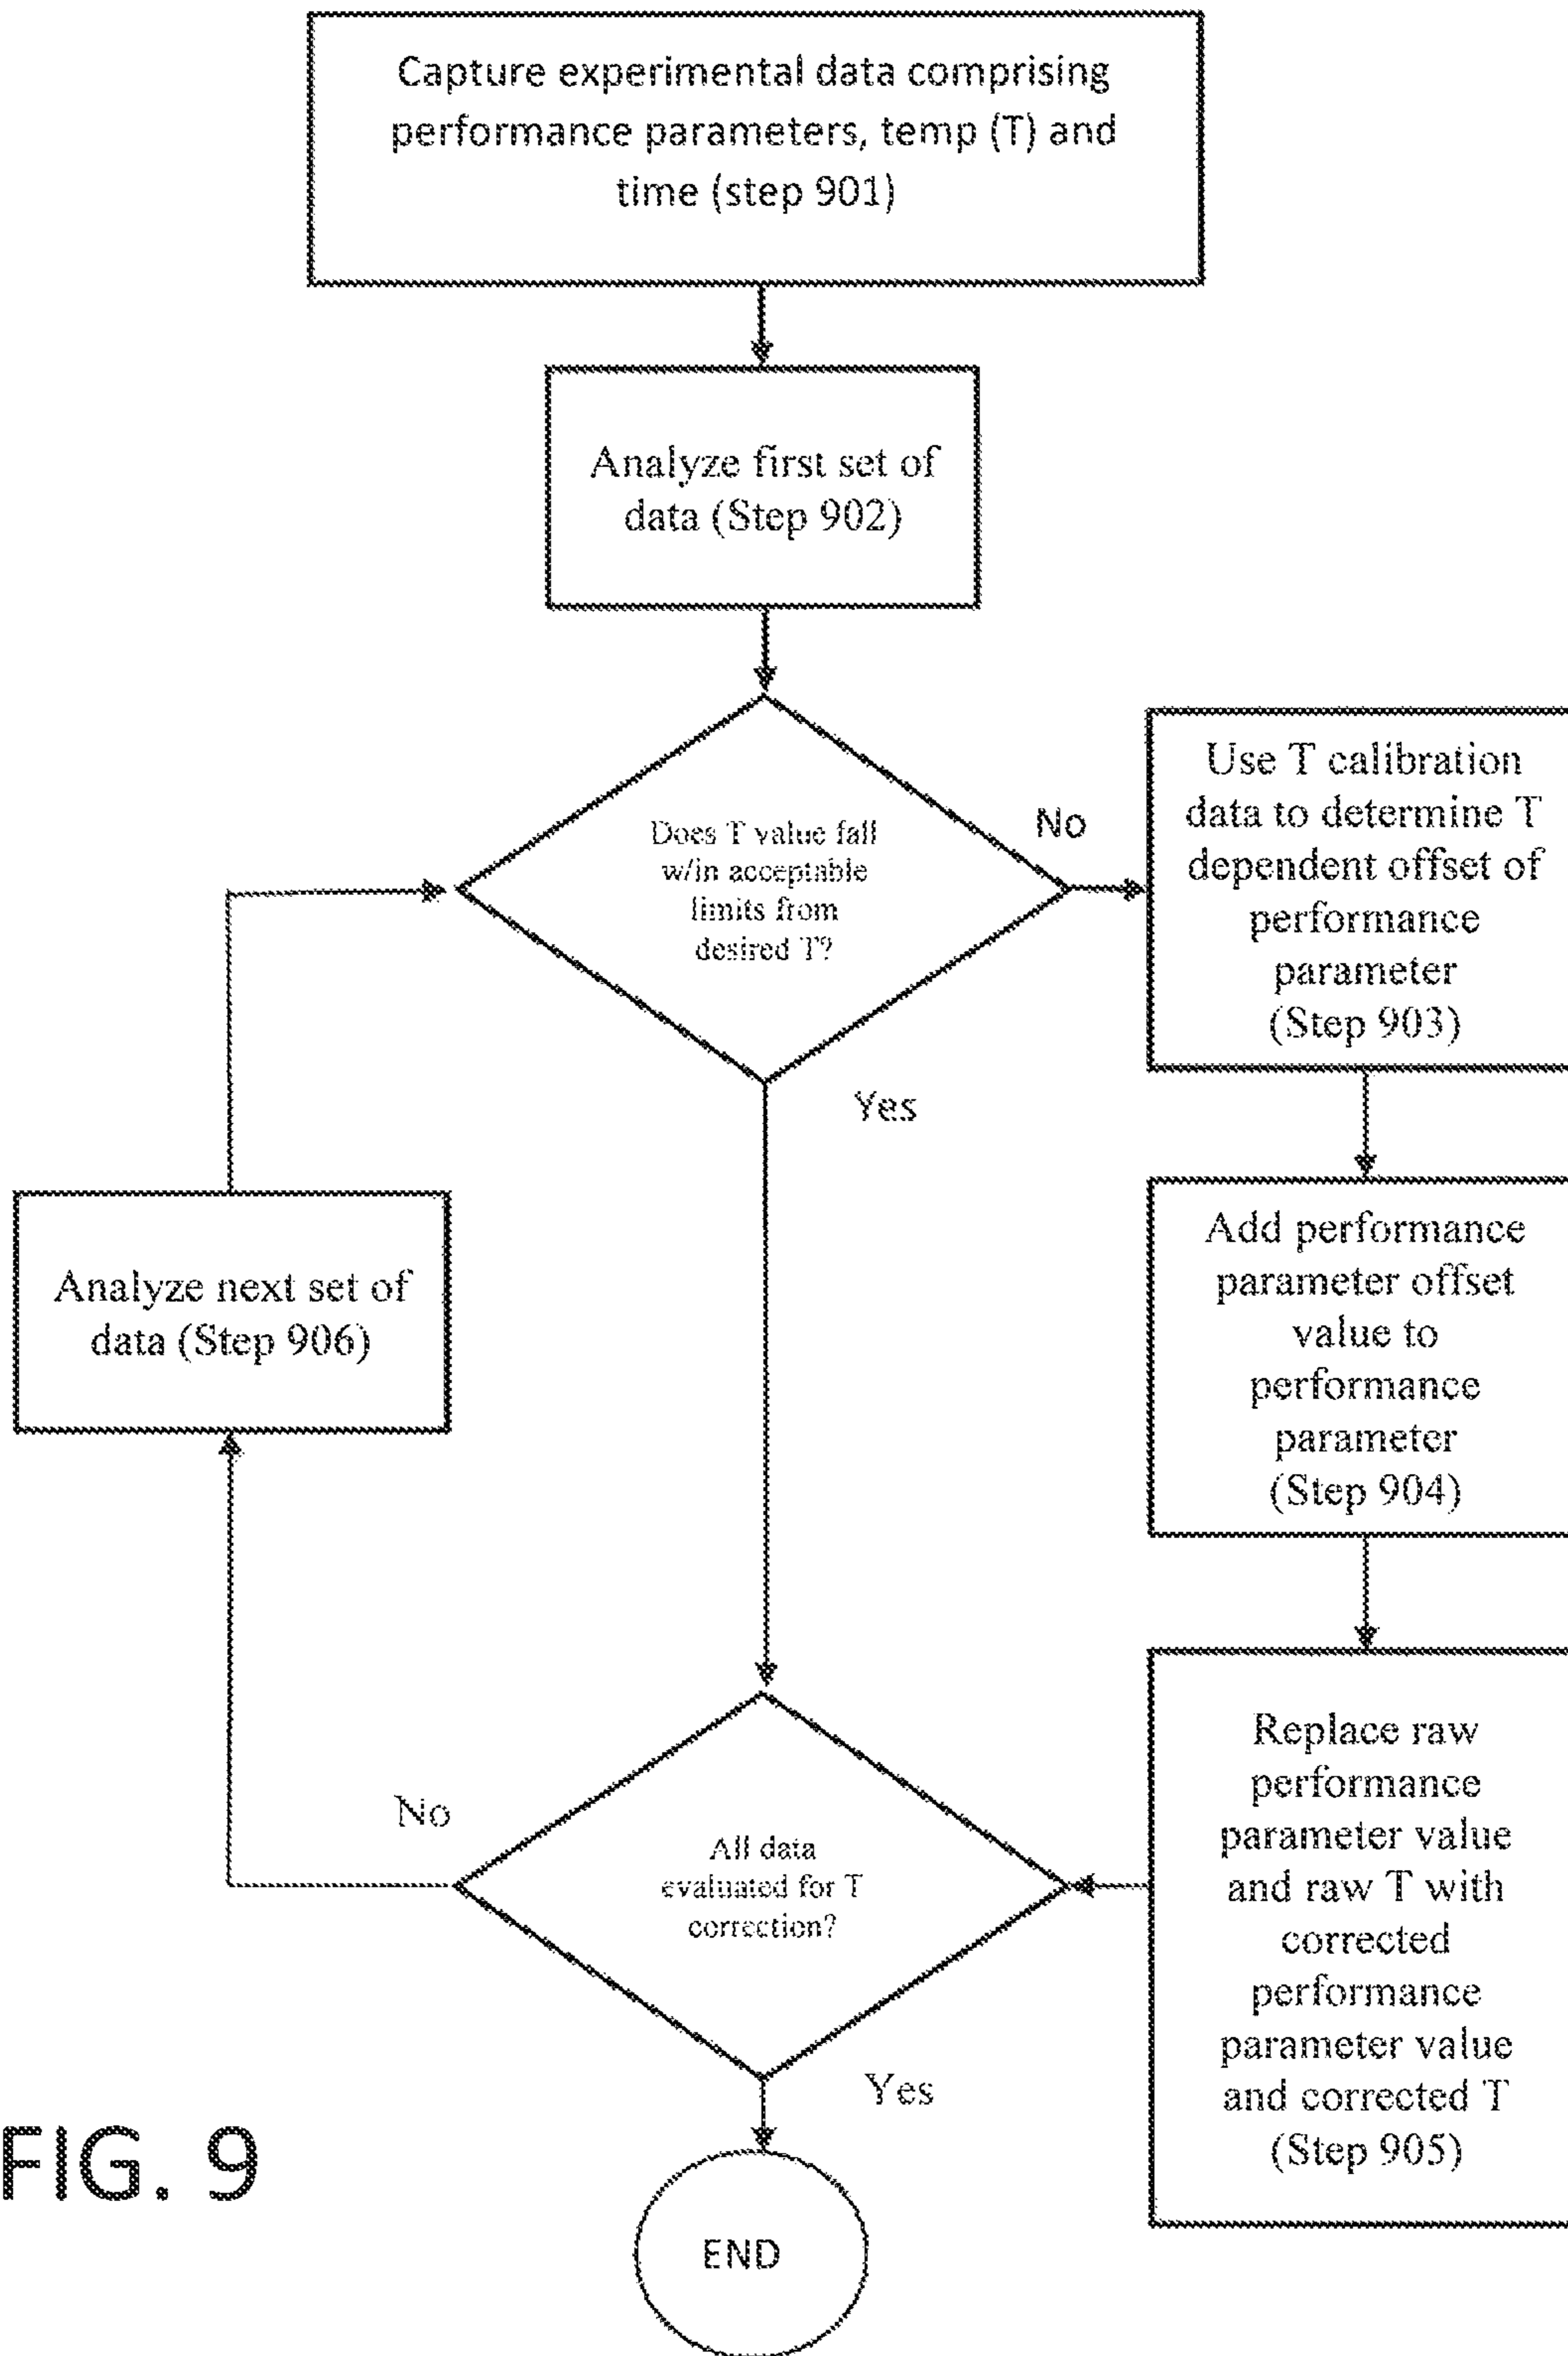 Capture experimental data comprising
performance parameters, temp (T) and
time (step 901)
Analyze first set of
data (Step 902)
Does T value fall
w/in acceptable
limits from
desired T?
No
Use T calibration
data to determine T
dependent offset of
performance
parameter
(Step 903)
Yes
Add performance
parameter offset
value to
performance
parameter
(Step 904)
Analyze next set of
data (Step 906)
Replace raw
performance
parameter value
and raw T with
corrected
performance
parameter value
and corrected T
(Step 905)
No
All data
evaluated for T
correction?
Yes
END
FIG. 9